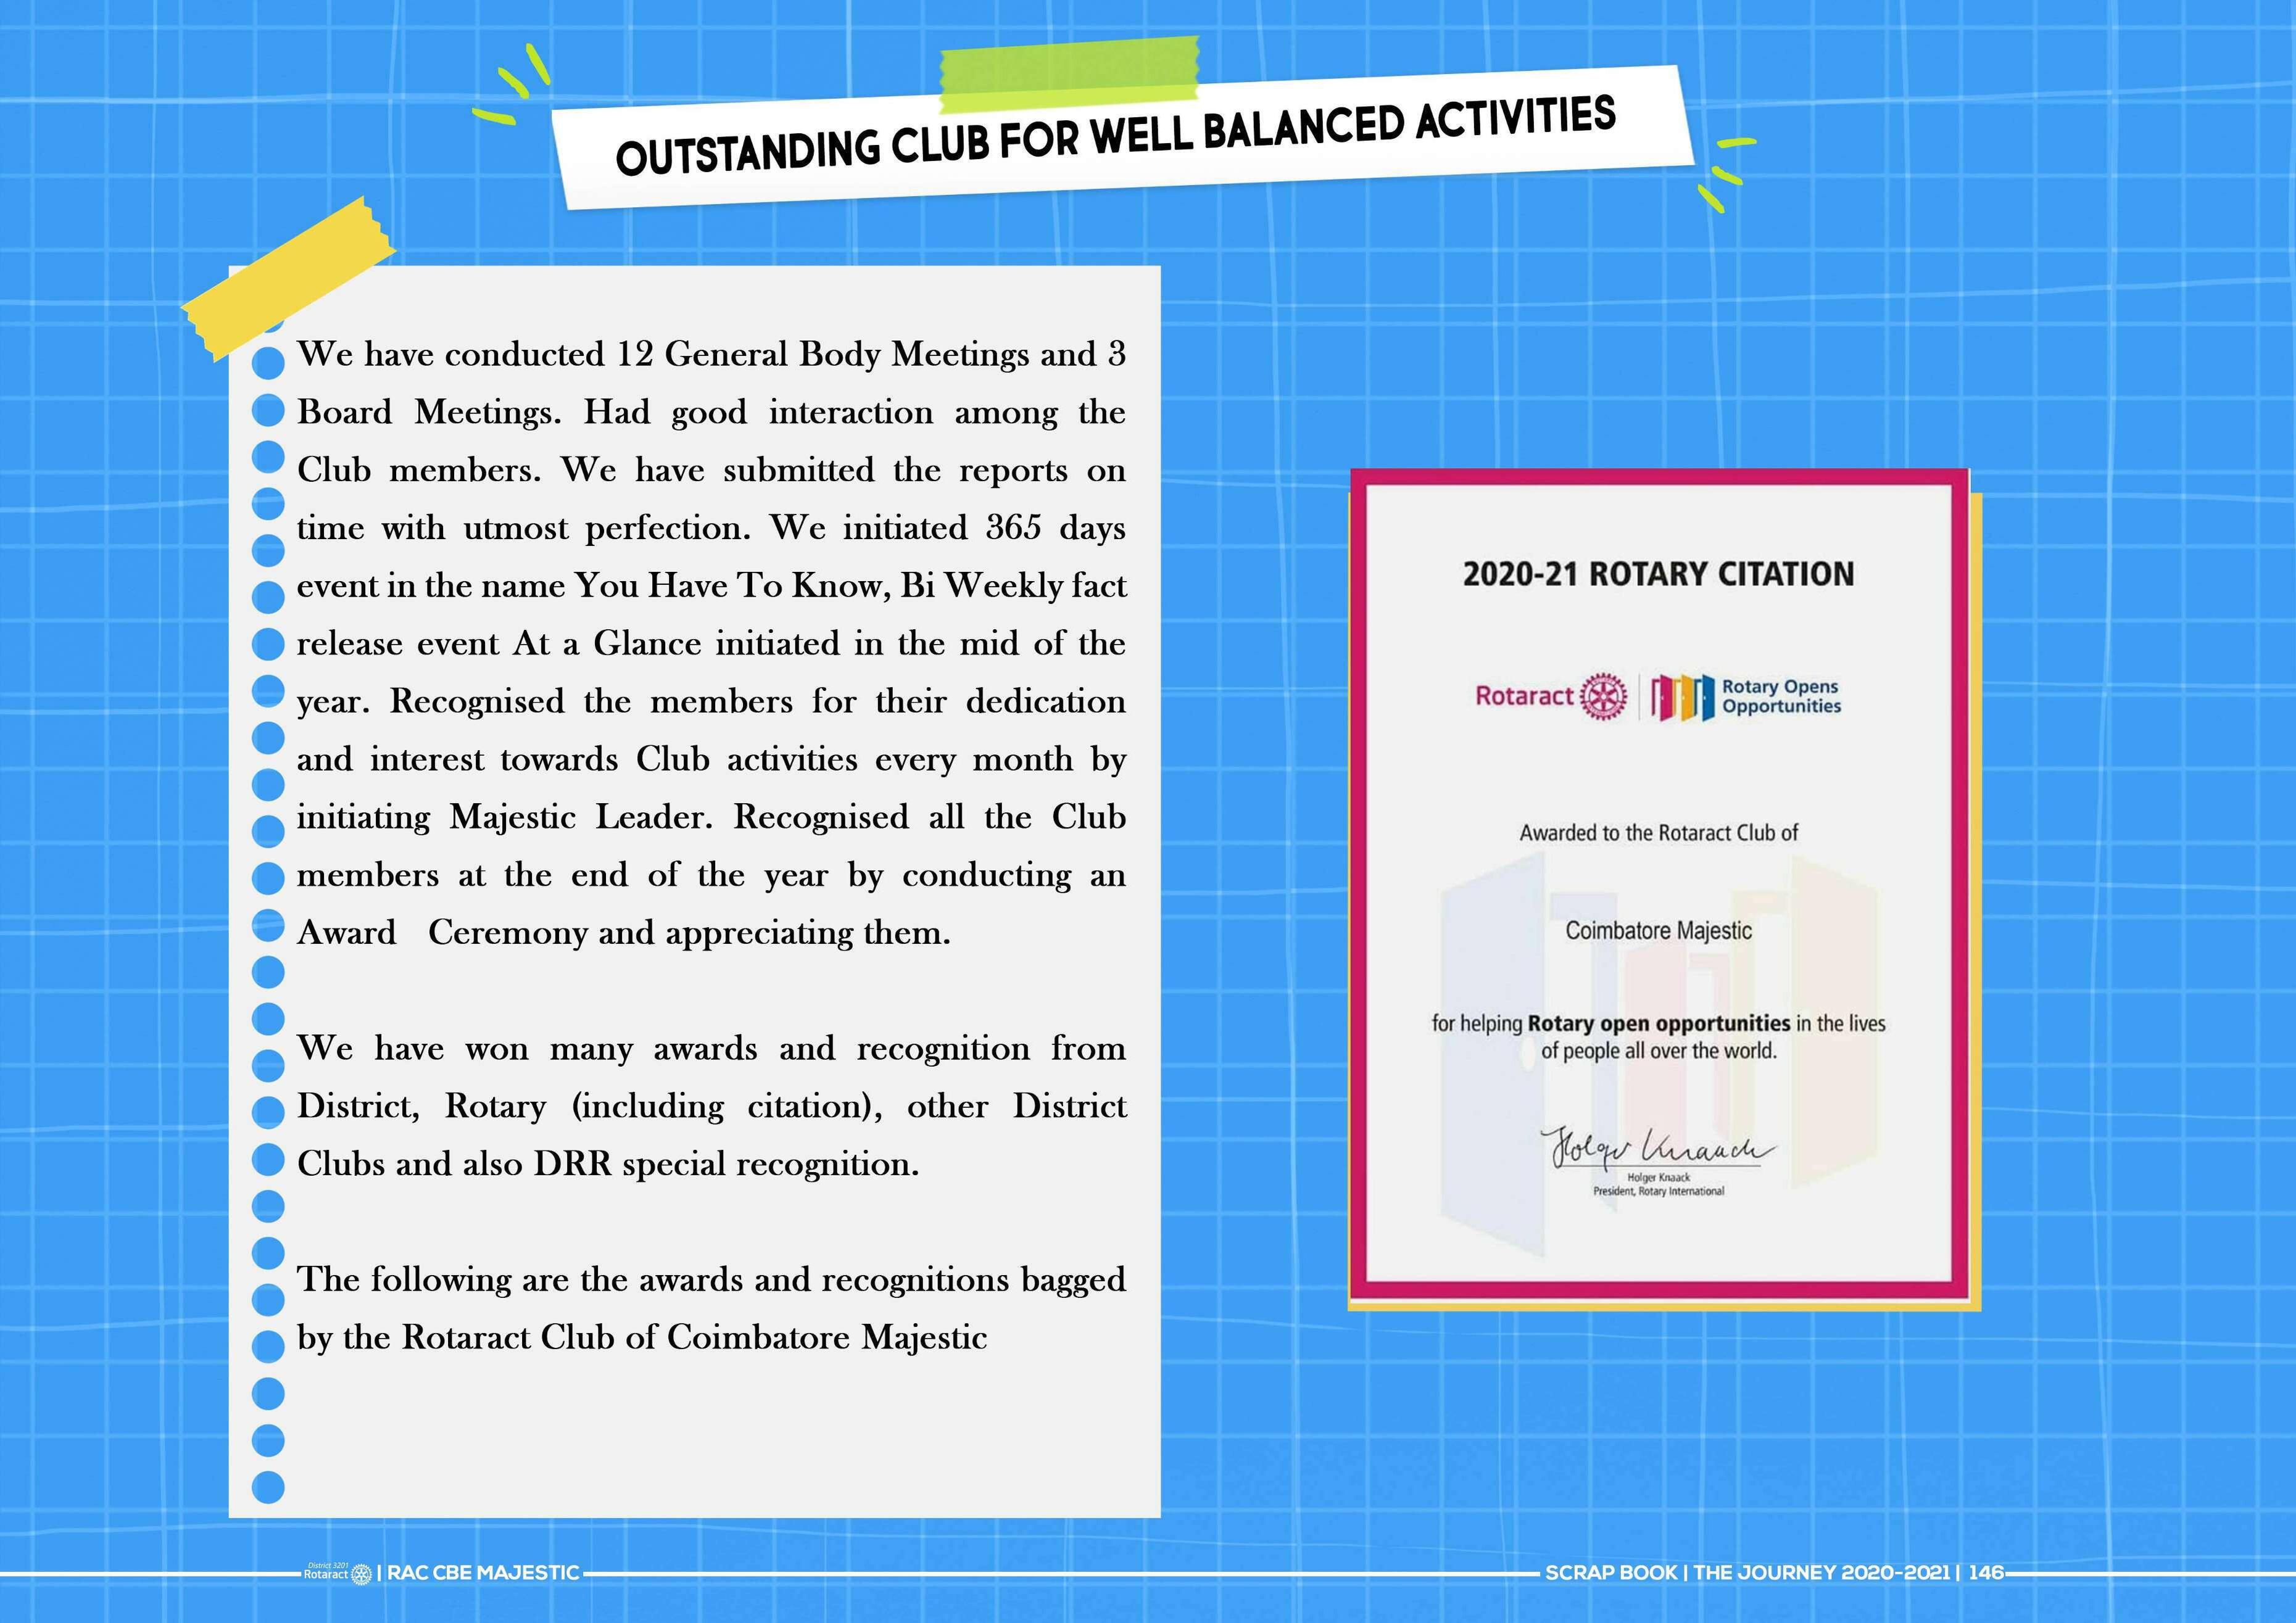 OUTSTANDING CLUB FOR WELL BALANCED ACTIVITIES
We have conducted 12 General Body Meetings and 3
Board Meetings. Had good interaction among the
Club members. We have submitted the reports on
time with utmost perfection. We initiated 365 days
event in the name You Have To Know, Bi Weekly fact
release event At a Glance initiated in the mid of the
year. Recognised the members for their dedication
and interest towards Club activities every month by
initiating Majestic Leader. Recognised all the Club
members at the end of the year by conducting an
Award Ceremony and appreciating them.
We have won many awards and recognition from
District, Rotary (including citation), other District
Clubs and also DRR special recognition.
The following are the awards and recognitions bagged
by the Rotaract Club of Coimbatore Majestic
2020-21 ROTARY CITATION
Rotaract
Rotary Opens
Opportunities
Awarded to the Rotaract Club of
Coimbatore Majestic
for helping Rotary open opportunities in the lives
of people all over the world.
Holger Knaack
Holger Knaack
President, Rotary International
District 3201
Rotaract | RAC CBE MAJESTIC
SCRAP BOOK | THE JOURNEY 2020-2021 | 146